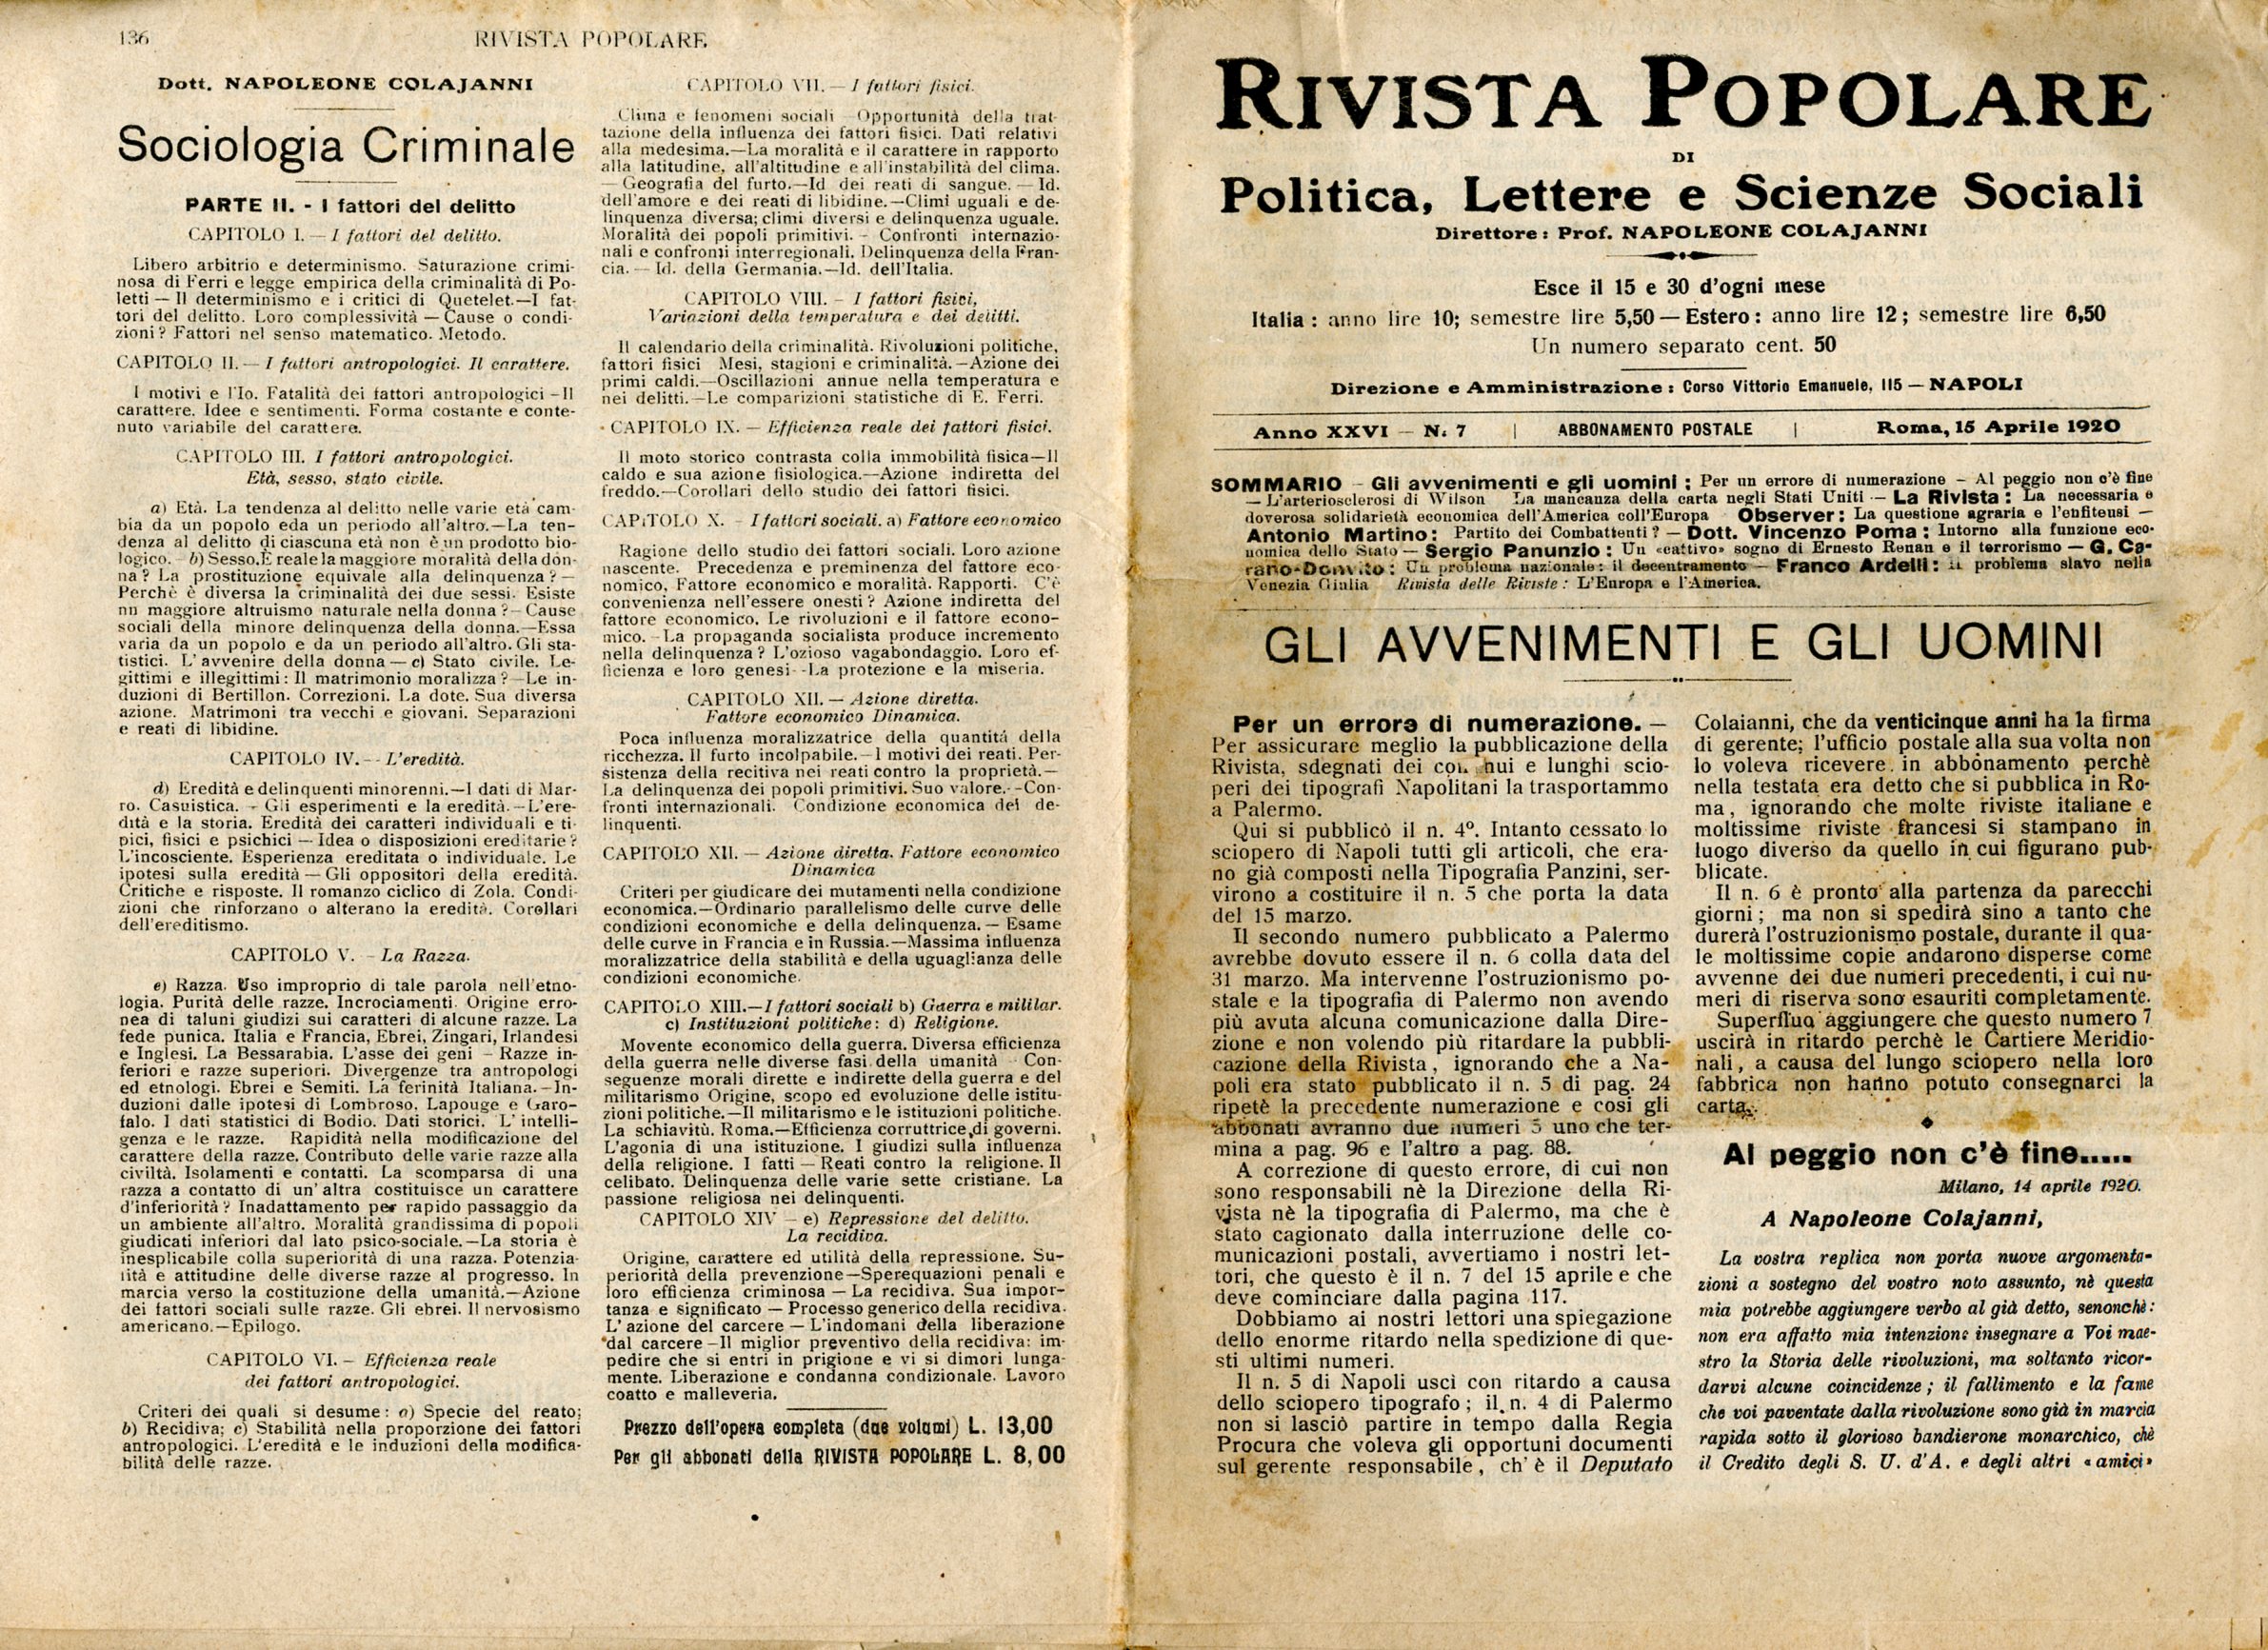 136
RIVISTA POPOLARE
Dott. NAPOLEONE COLAJANNI
Sociologia Criminale
PARTE II. - I fattori del delitto
CAPITOLO I. — I fattori del delitto.
Libero arbitrio e determinismo. Saturazione crimi-
nosa di Ferri e legge empirica della criminalità di Po-
letti — Il determinismo e i critici di Quetelet.—I fat-
tori del delitto. Loro complessività — Cause o condi-
zioni? Fattori nel senso matematico. Metodo.
CAPITOLO II. — I fattori antropologici. Il carattere.
I motivi e l'Io. Fatalità dei fattori antropologici -Il
carattere. Idee e sentimenti. Forma costante e conte-
nuto variabile del carattere.
CAPITOLO III. I fattori antropologici.
Età, sesso, stato civile.
a) Età. La tendenza al delitto nelle varie età cam-
bia da un popolo eda un periodo all'altro.—La ten-
denza al delitto di ciascuna età non è un prodotto bio-
logico. - b) Sesso.È reale la maggiore moralità della don-
na? La prostituzione equivale alla delinquenza? —
Perchè è diversa la criminalità dei due sessi. Esiste
nn maggiore altruismo naturale nella donna? — Cause
sociali della minore delinquenza della donna.—Essa
varia da un popolo e da un periodo all'altro. Gli sta-
tistici. L'avvenire della donna — c) Stato civile. Le-
gittimi e illegittimi: Il matrimonio moralizza? —Le in-
duzioni di Bertillon. Correzioni. La dote. Sua diversa
azione. Matrimoni tra vecchi e giovani. Separazioni
e reati di libidine.
CAPITOLO IV. -- L'eredità.
d) Eredità e delinquenti minorenni.—I dati di Mar-
ro. Casuistica. - Gli esperimenti e la eredità.—L'ere-
dità e la storia. Eredità dei caratteri individuali e ti-
pici, fisici e psichici — Idea o disposizioni ereditarie?
L'incosciente. Esperienza ereditata o individuale. Le
ipotesi sulla eredità — Gli oppositori della eredità.
Critiche e risposte. Il romanzo ciclico di Zola. Condi-
zioni che rinforzano o alterano la eredità. Corollari
dell'ereditismo.
CAPITOLO V. - La Razza.
e) Razza. Uso improprio di tale parola nell'etno-
logia. Purità delle razze. Incrociamenti. Origine erro-
nea di taluni giudizi sui caratteri di alcune razze. La
fede punica. Italia e Francia, Ebrei, Zingari, Irlandesi
e Inglesi. La Bessarabia. L'asse dei geni - Razze in-
feriori e razze superiori. Divergenze tra antropologi
ed etnologi. Ebrei e Semiti. La ferinità Italiana.—In-
duzioni dalle ipotesi di Lombroso, Lapouge e Garo-
falo. I dati statistici di Bodio. Dati storici. L'intelli-
genza e le razze. Rapidità nella modificazione del
carattere della razze. Contributo delle varie razze alla
civiltà. Isolamenti e contatti. La scomparsa di una
razza a contatto di un'altra costituisce un carattere
d'inferiorità? Inadattamento per rapido passaggio da
un ambiente all'altro. Moralità grandissima di popoli
giudicati inferiori dal lato psico-sociale.—La storia è
inesplicabile colla superiorità di una razza. Potenzia-
lità e attitudine delle diverse razze al progresso. In
marcia verso la costituzione della umanità.—Azione
dei fattori sociali sulle razze. Gli ebrei. Il nervosismo
americano.—Epilogo.
CAPITOLO VI. - Efficienza reale
dei fattori antropologici.
Criteri dei quali si desume: a) Specie del reato;
b) Recidiva; c) Stabilità nella proporzione dei fattori
antropologici. L'eredità e le induzioni della modifica-
bilità delle razze.
CAPITOLO VII. — I fattori fisici.
Clima e fenomeni sociali Opportunità della trat-
tazione della influenza dei fattori fisici. Dati relativi
alla medesima.—La moralità e il carattere in rapporto
alla latitudine, all'altitudine e all'instabilità del clima.
— Geografia del furto.—Id dei reati di sangue. — Id.
dell'amore e dei reati di libidine.—Climi uguali e de-
linquenza diversa; climi diversi e delinquenza uguale.
Moralità dei popoli primitivi. - Confronti internazio-
nali e confronti interregionali. Delinquenza della Fran-
cia. — Id. della Germania.—Id. dell'Italia.
CAPITOLO VIII. - I fattori fisici,
Variazioni della temperatura e dei delitti.
Il calendario della criminalità. Rivoluzioni politiche,
fattori fisici Mesi, stagioni e criminalità. —Azione dei
primi caldi.—Oscillazioni annue nella temperatura e
nei delitti. —Le comparizioni statistiche di E. Ferri.
CAPITOLO IX. — Efficienza reale dei fattori fisici.
Il moto storico contrasta colla immobilità fisica—Il
caldo e sua azione fisiologica.—Azione indiretta del
freddo.—Corollari dello studio dei fattori fisici.
CAPITOLO X. - I fattori sociali. a) Fattore economico
Ragione dello studio dei fattori sociali. Loro azione
nascente. Precedenza e preminenza del fattore eco-
nomico, Fattore economico e moralità. Rapporti. C'è
convenienza nell'essere onesti? Azione indiretta del
fattore economico. Le rivoluzioni e il fattore econo-
mico. -La propaganda socialista produce incremento
nella delinquenza? L'ozioso vagabondaggio. Loro ef-
ficienza e loro genesi--La protezione e la miseria.
CAPITOLO XII. — Azione diretta.
Fattore economico Dinamica.
Poca influenza moralizzatrice della quantità della
ricchezza. Il furto incolpabile.—I motivi dei reati. Per-
sistenza della recitiva nei reati contro la proprietà.—
La delinquenza dei popoli primitivi. Suo valore.--Con-
fronti internazionali. Condizione economica dei de-
linquenti.
CAPITOLO XII. — Azione diretta. Fattore economico
Dinamica
Criteri per giudicare dei mutamenti nella condizione
economica.—Ordinario parallelismo delle curve delle
condizioni economiche e della delinquenza. — Esame
delle curve in Francia e in Russia.—Massima influenza
moralizzatrice della stabilità e della uguaglianza delle
condizioni economiche.
CAPITOLO XIII.—I fattori sociali b) Guerra e mililar.
c) Instituzioni politiche: d) Religione.
Movente economico della guerra. Diversa efficienza
della guerra nelle diverse fasi della umanità Con-
seguenze morali dirette e indirette della guerra e del
militarismo Origine, scopo ed evoluzione delle istitu-
zioni politiche.—Il militarismo e le istituzioni politiche.
La schiavitù. Roma.—Efficienza corruttrice di governi.
L'agonia di una istituzione. I giudizi sulla influenza
della religione. I fatti — Reati contro la religione. Il
celibato. Delinquenza delle varie sette cristiane. La
passione religiosa nei delinquenti.
CAPITOLO XIV — e) Repressione del delitto.
La recidiva.
Origine, carattere ed utilità della repressione. Su-
periorità della prevenzione—Sperequazioni penali e
loro efficienza criminosa — La recidiva. Sua impor-
tanza e significato — Processo generico della recidiva.
L'azione del carcere — L'indomani della liberazione
dal carcere —Il miglior preventivo della recidiva: im-
pedire che si entri in prigione e vi si dimori lunga-
mente. Liberazione e condanna condizionale. Lavoro
coatto e malleveria.
Prezzo dell'opera completa (due volumi) L. 13,00
Per gli abbonati della RIVISTA POPOLARE L. 8,00
RIVISTA POPOLARE
DI
Politica, Lettere e Scienze Sociali
Direttore: Prof. NAPOLEONE COLAJANNI
Esce il 15 e 30 d'ogni mese
Italia: anno lire 10; semestre lire 5,50 — Estero: anno lire 12; semestre lire 6,50
Un numero separato cent. 50
Direzione e Amministrazione: Corso Vittorio Emanuele, 115 — NAPOLI
Anno XXVI — N. 7 | ABBONAMENTO POSTALE | Roma, 15 Aprile 1920
SOMMARIO - Gli avvenimenti e gli uomini: Per un errore di numerazione - Al peggio non c'è fine
— L'arteriosclerosi di Wilson La mancanza della carta negli Stati Uniti — La Rivista: La necessaria e
doverosa solidarietà economica dell'America coll'Europa Observer: La questione agraria e l'enfiteusi —
Antonio Martino: Partito dei Combattenti? — Dott. Vincenzo Poma: Intorno alla funzione eco-
nomica dello Stato — Sergio Panunzio: Un «cattivo» sogno di Ernesto Renan e il terrorismo — G. Ca-
rano-Donvito: Un problema nazionale: il decentramento — Franco Ardelli: il problema slavo nella
Venezia Giulia Rivista delle Riviste: L'Europa e l'America.
GLI AVVENIMENTI E GLI UOMINI
Per un errore di numerazione. —
Per assicurare meglio la pubblicazione della
Rivista, sdegnati dei con nui e lunghi scio-
peri dei tipografi Napolitani la trasportammo
a Palermo.
Qui si pubblicò il n. 4º. Intanto cessato lo
sciopero di Napoli tutti gli articoli, che era-
no già composti nella Tipografia Panzini, ser-
virono a costituire il n. 5 che porta la data
del 15 marzo.
Il secondo numero pubblicato a Palermo
avrebbe dovuto essere il n. 6 colla data del
31 marzo. Ma intervenne l'ostruzionismo po-
stale e la tipografia di Palermo non avendo
più avuta alcuna comunicazione dalla Dire-
zione e non volendo più ritardare la pubbli-
cazione della Rivista, ignorando che a Na-
poli era stato pubblicato il n. 5 di pag. 24
ripetè la precedente numerazione e così gli
abbonati avranno due numeri 5 uno che ter-
mina a pag. 96 e l'altro a pag. 88.
A correzione di questo errore, di cui non
sono responsabili nè la Direzione della Ri-
vista nè la tipografia di Palermo, ma che è
stato cagionato dalla interruzione delle co-
municazioni postali, avvertiamo i nostri let-
tori, che questo è il n. 7 del 15 aprile e che
deve cominciare dalla pagina 117.
Dobbiamo ai nostri lettori una spiegazione
dello enorme ritardo nella spedizione di que-
sti ultimi numeri.
Il n. 5 di Napoli uscì con ritardo a causa
dello sciopero tipografo; il n. 4 di Palermo
non si lasciò partire in tempo dalla Regia
Procura che voleva gli opportuni documenti
sul gerente responsabile, ch'è il Deputato
Colaianni, che da venticinque anni ha la firma
di gerente; l'ufficio postale alla sua volta non
lo voleva ricevere in abbonamento perchè
nella testata era detto che si pubblica in Ro-
ma, ignorando che molte riviste italiane e
moltissime riviste francesi si stampano in
luogo diverso da quello in cui figurano pub-
blicate.
Il n. 6 è pronto alla partenza da parecchi
giorni; ma non si spedirà sino a tanto che
durerà l'ostruzionismo postale, durante il qua-
le moltissime copie andarono disperse come
avvenne dei due numeri precedenti, i cui nu-
meri di riserva sono esauriti completamente.
Superfluo aggiungere che questo numero 7
uscirà in ritardo perchè le Cartiere Meridio-
nali, a causa del lungo sciopero nella loro
fabbrica non hanno potuto consegnarci la
carta.
Al peggio non c'è fine.....
Milano, 14 aprile 1920.
A Napoleone Colajanni,
La vostra replica non porta nuove argomenta-
zioni a sostegno del vostro noto assunto, nè questa
mia potrebbe aggiungere verbo al già detto, senonchè:
non era affatto mia intenzione insegnare a Voi mae-
stro la Storia delle rivoluzioni, ma soltanto ricor-
darvi alcune coincidenze; il fallimento e la fame
che voi paventate dalla rivoluzione sono già in marcia
rapida sotto il glorioso bandierone monarchico, chè
il Credito degli S. U. d'A. e degli altri «amici»